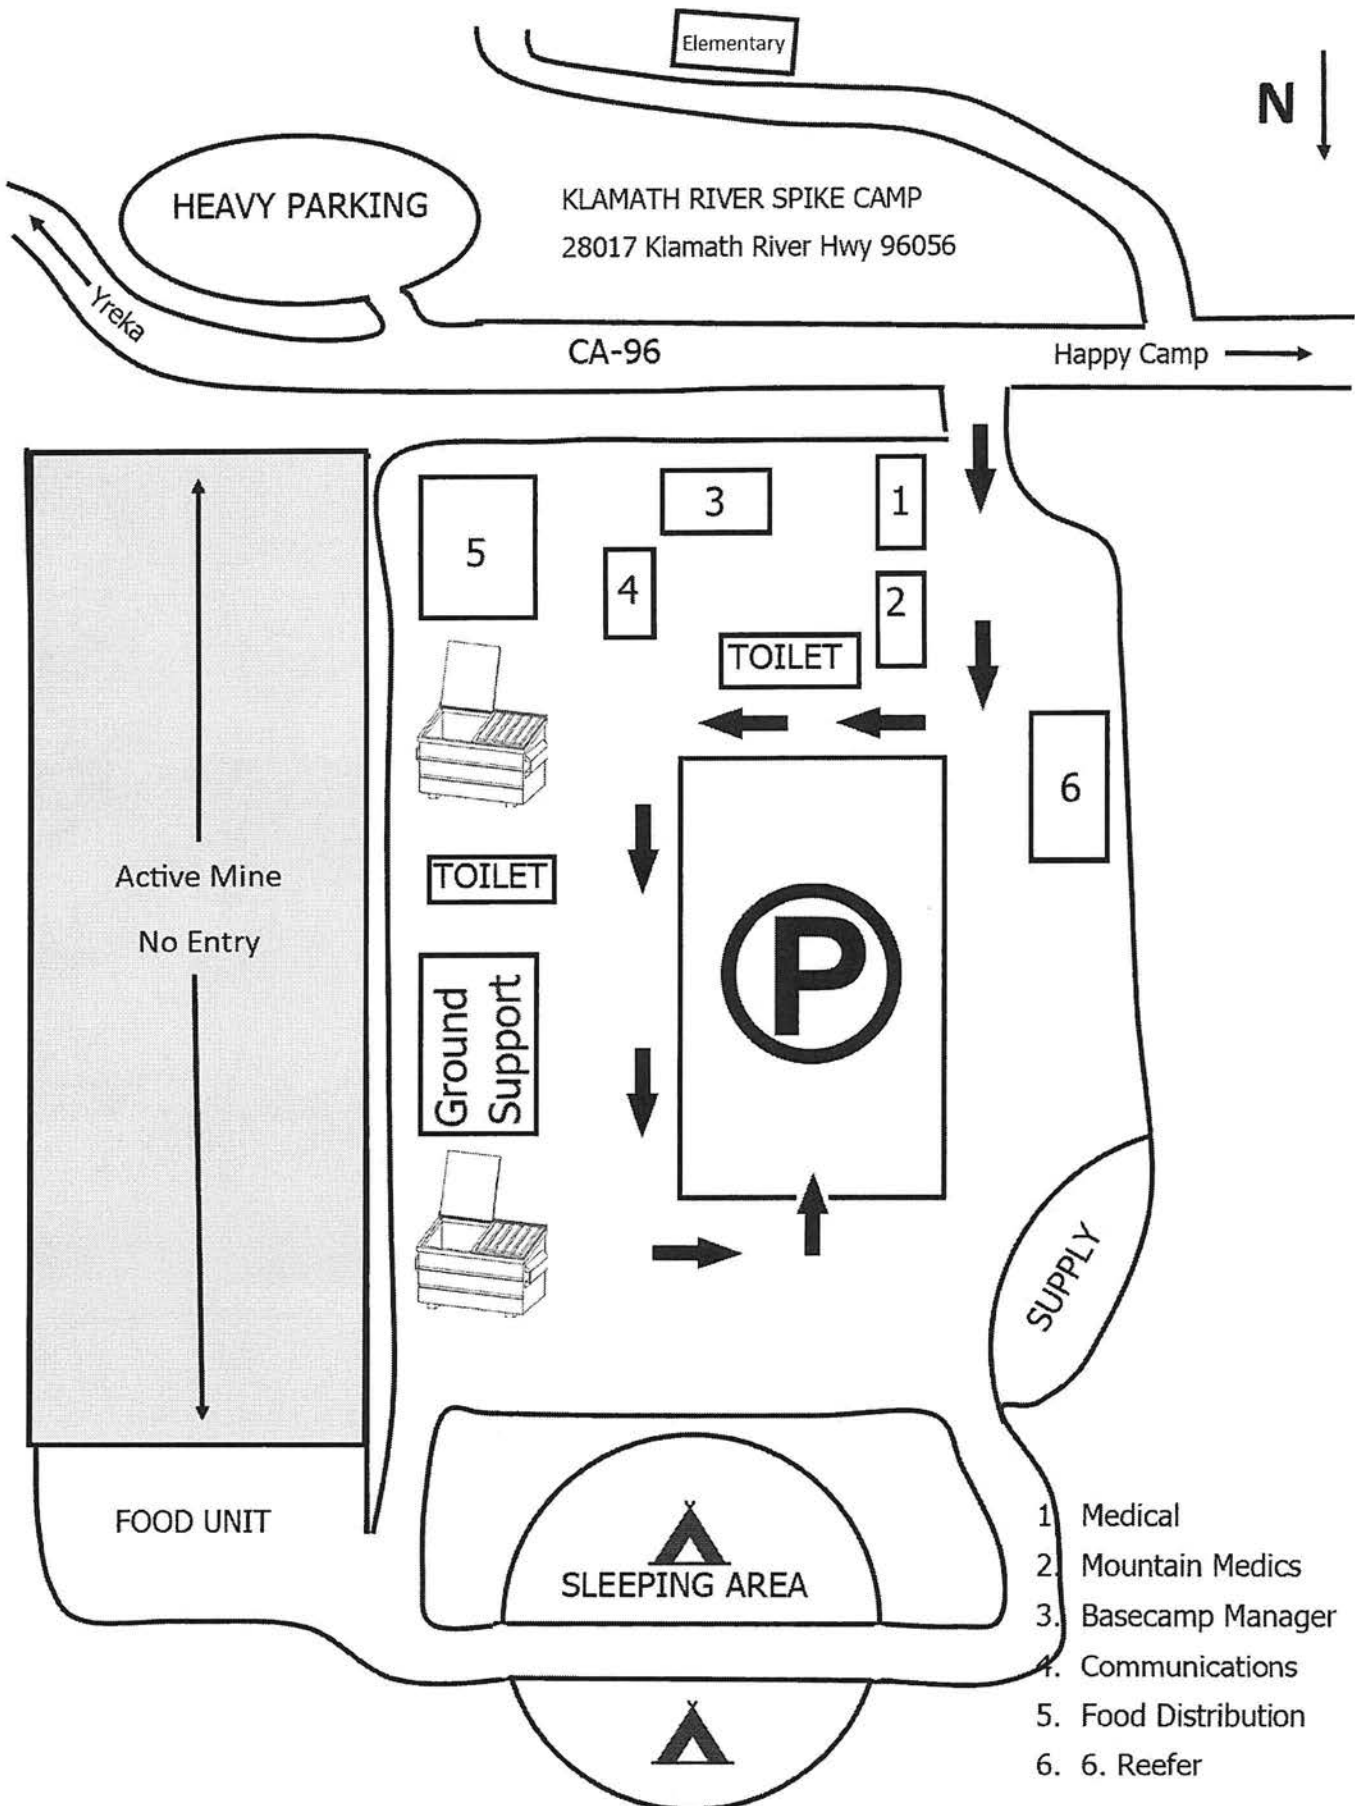 Elementary
N
HEAVY PARKING
KLAMATH RIVER SPIKE CAMP
28017 Klamath River Hwy 96056
Yreka
CA-96
Happy Camp
3
1
5
4
2
TOILET
6
Active Mine
No Entry
TOILET
P
Ground
Support
SUPPLY
FOOD UNIT
SLEEPING AREA
1. Medical
2. Mountain Medics
3. Basecamp Manager
4. Communications
5. Food Distribution
6. 6. Reefer